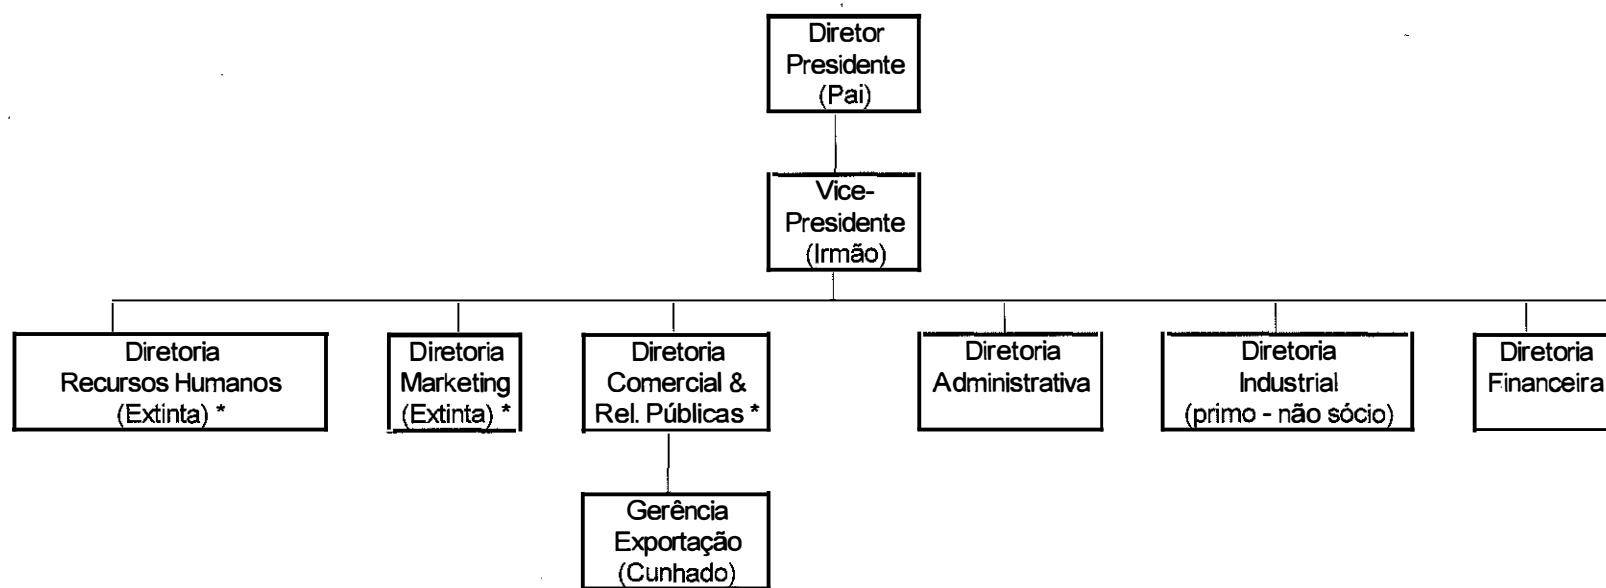 Diretor
Presidente
(Pai)
Vice-
Presidente
(Irmão)
Diretoria
Recursos Humanos
(Extinta) *
Diretoria
Marketing
(Extinta) *
Diretoria
Comercial &
Rel. Públicas *
Diretoria
Administrativa
Diretoria
Industrial
(primo - não sócio)
Diretoria
Financeira
Gerência
Exportação
(Cunhado)